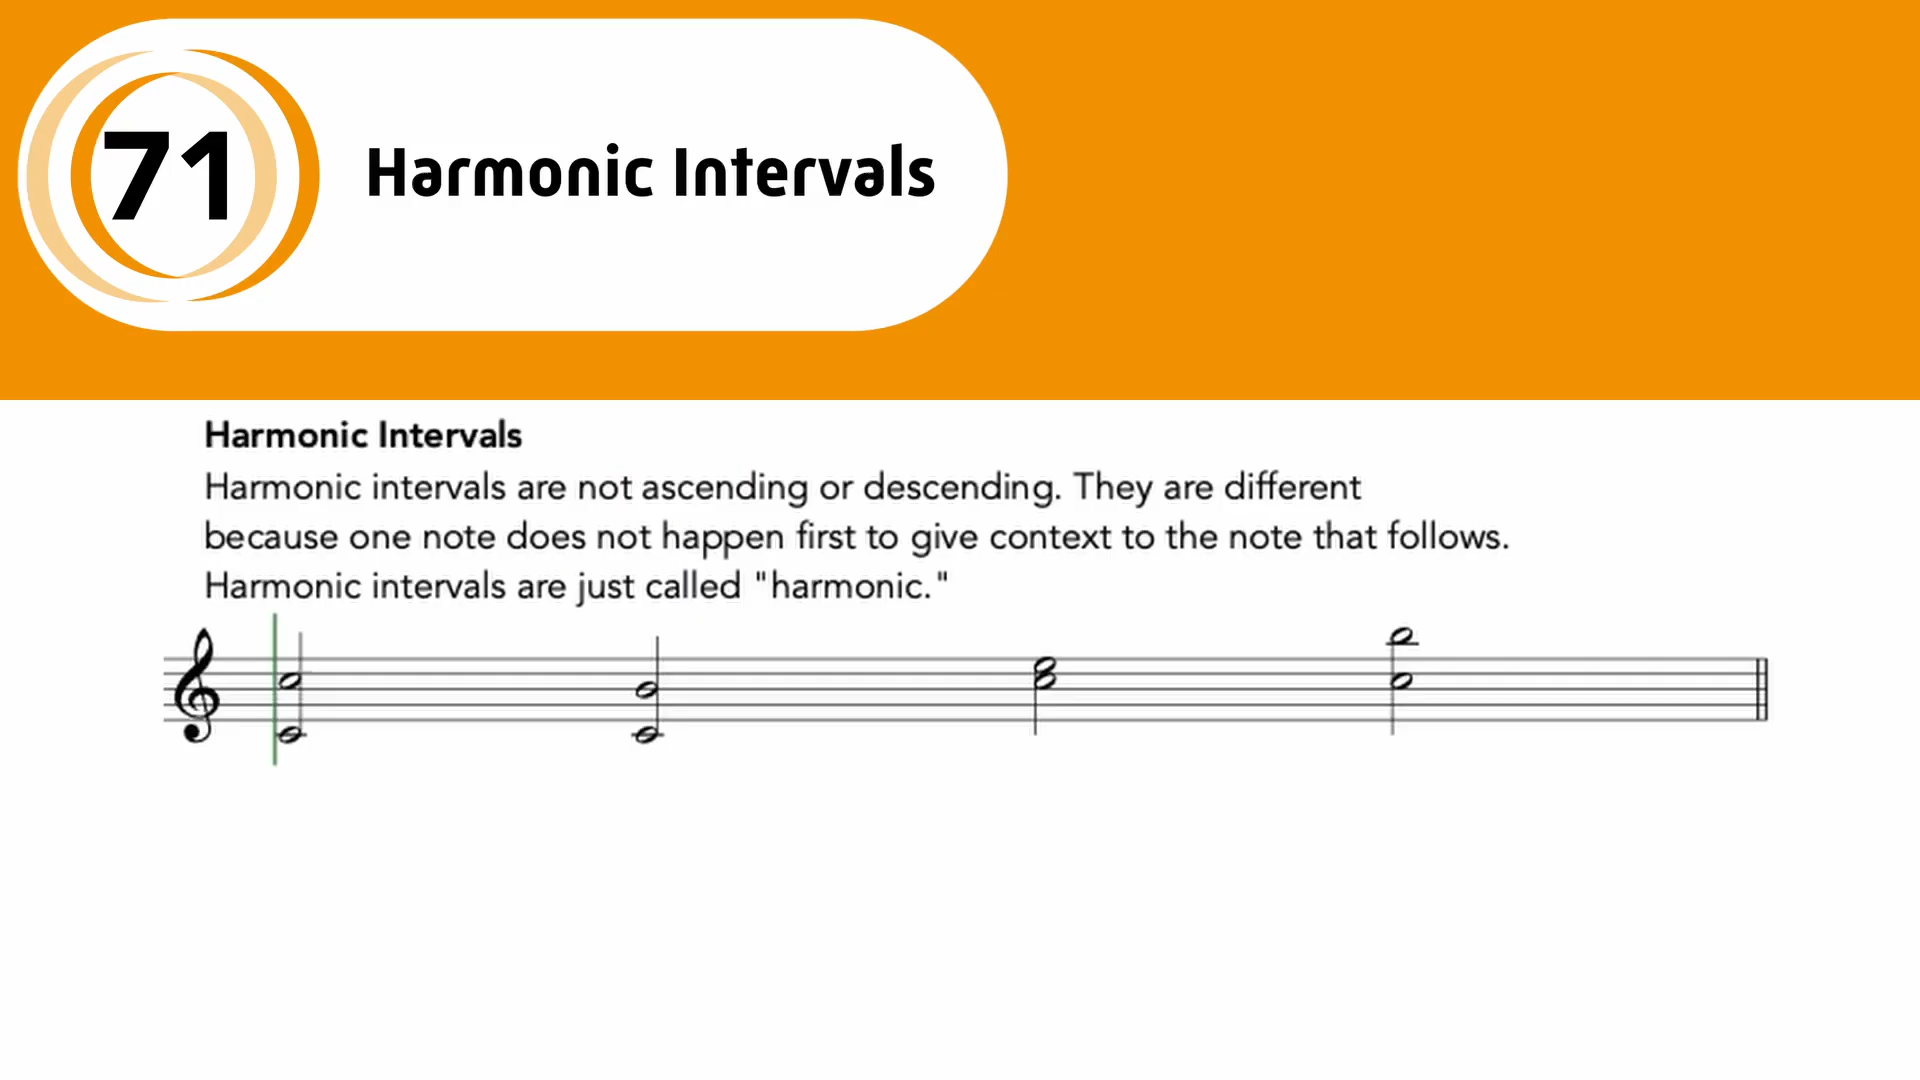 71
Harmonic Intervals
Harmonic Intervals
Harmonic intervals are not ascending or descending. They are different
because one note does not happen first to give context to the note that follows.
Harmonic intervals are just called "harmonic."